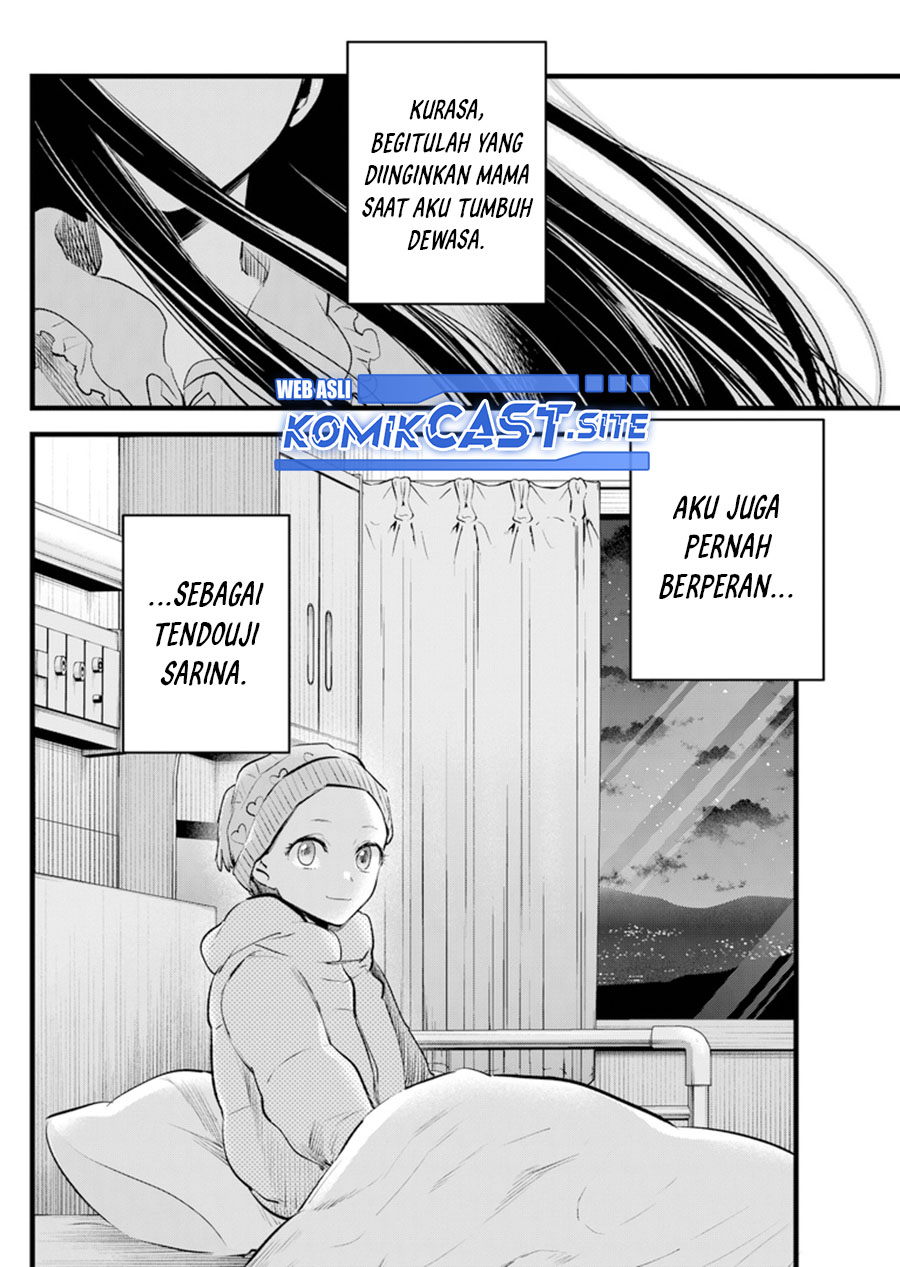 KURASA,
BEGITULAH YANG
DIINGINKAN MAMA
SAAT AKU TUMBUH
DEWASA.
WEB ASLI
KOMIKCAST.SITE
AKU JUGA
PERNAH
BERPERAN...
...SEBAGAI
TENDOUJI
SARINA.